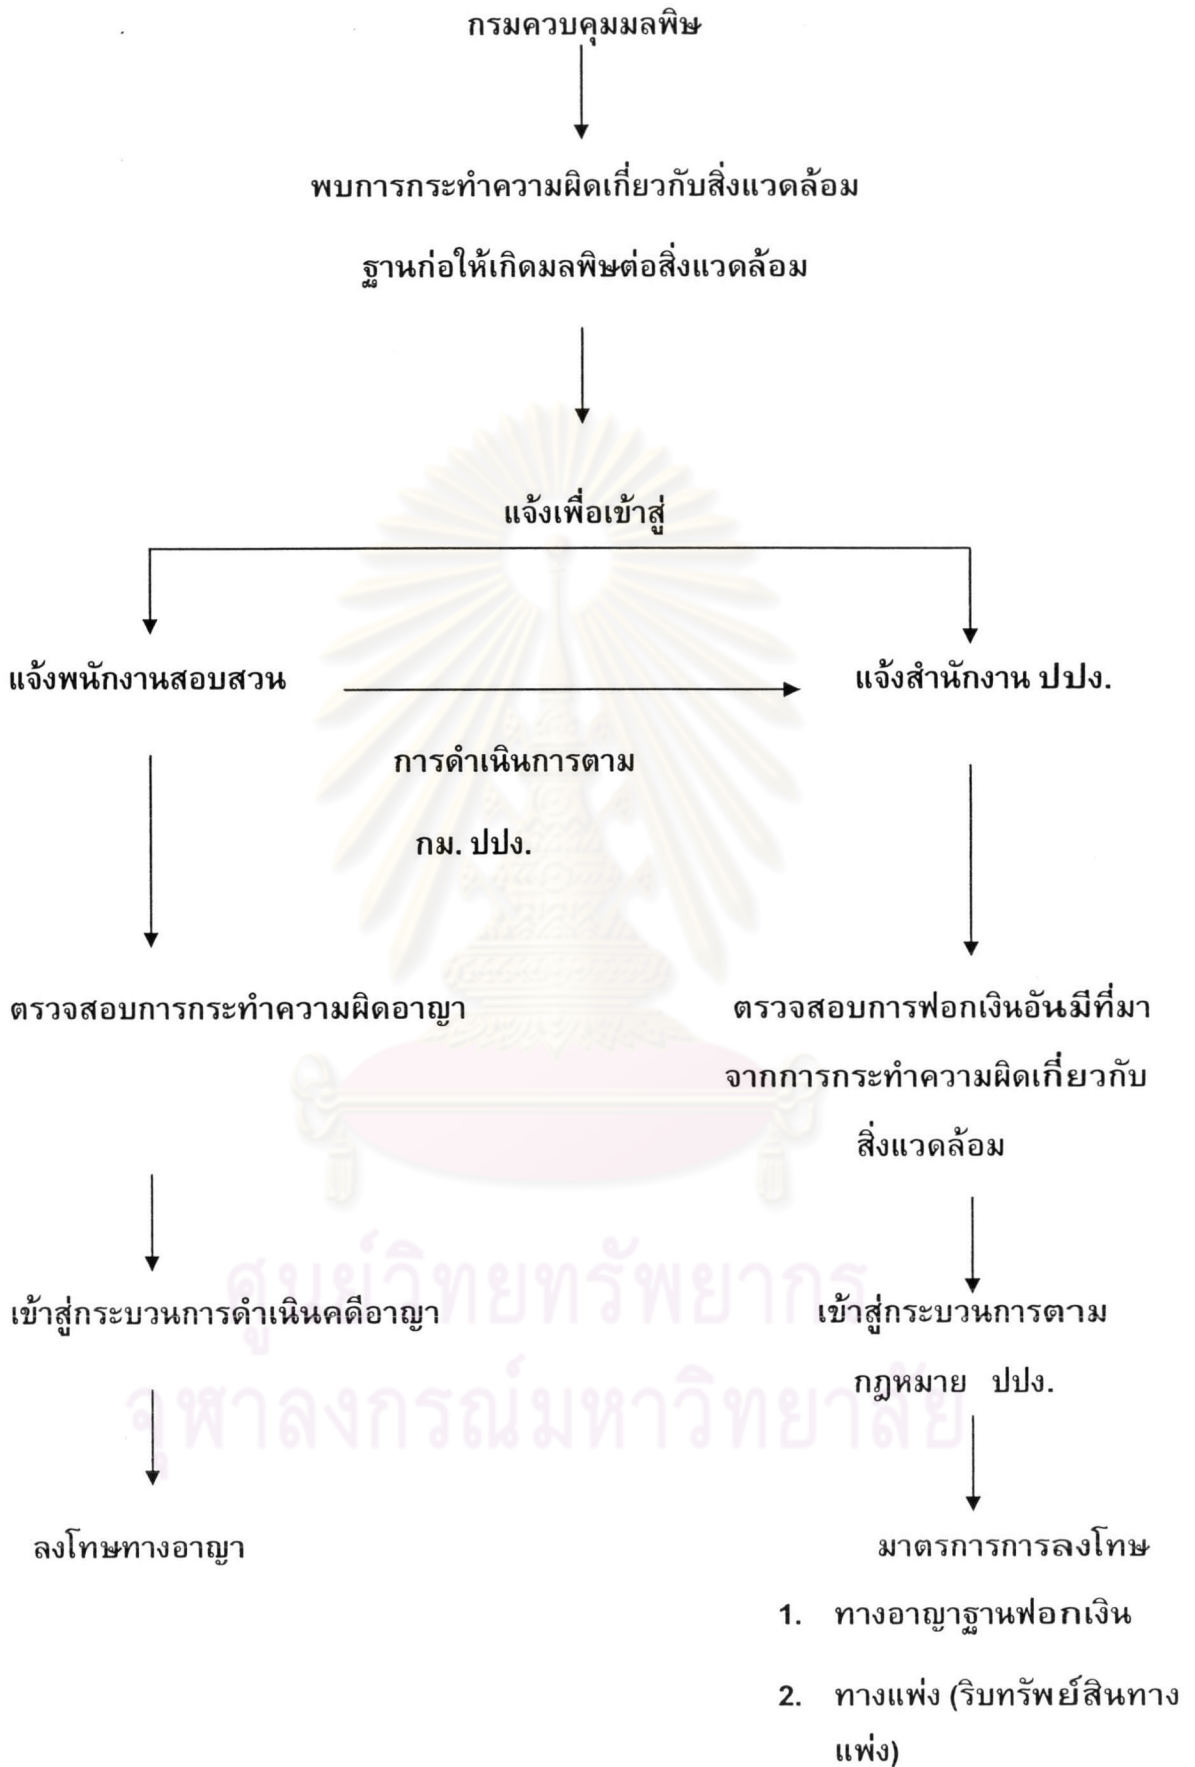 กรมควบคุมมลพิษ
พบการกระทำความผิดเกี่ยวกับสิ่งแวดล้อม
ฐานก่อให้เกิดมลพิษต่อสิ่งแวดล้อม
แจ้งเพื่อเข้าสู่
แจ้งพนักงานสอบสวน
แจ้งสำนักงาน ปปง.
การดำเนินการตาม
กม. ปปง.
ตรวจสอบการกระทำความผิดอาญา
ตรวจสอบการฟอกเงินอันมีที่มา
จากการกระทำความผิดเกี่ยวกับ
สิ่งแวดล้อม
ศูนย์วิทยทรัพยากร
เข้าสู่กระบวนการดำเนินคดีอาญา
เข้าสู่กระบวนการตาม
กฎหมาย ปปง.
จุฬาลงกรณ์มหาวิทยาลัย
ลงโทษทางอาญา
มาตรการการลงโทษ
1. ทางอาญาฐานฟอกเงิน
2. ทางแพ่ง (ริบทรัพย์สินทาง
แพ่ง)